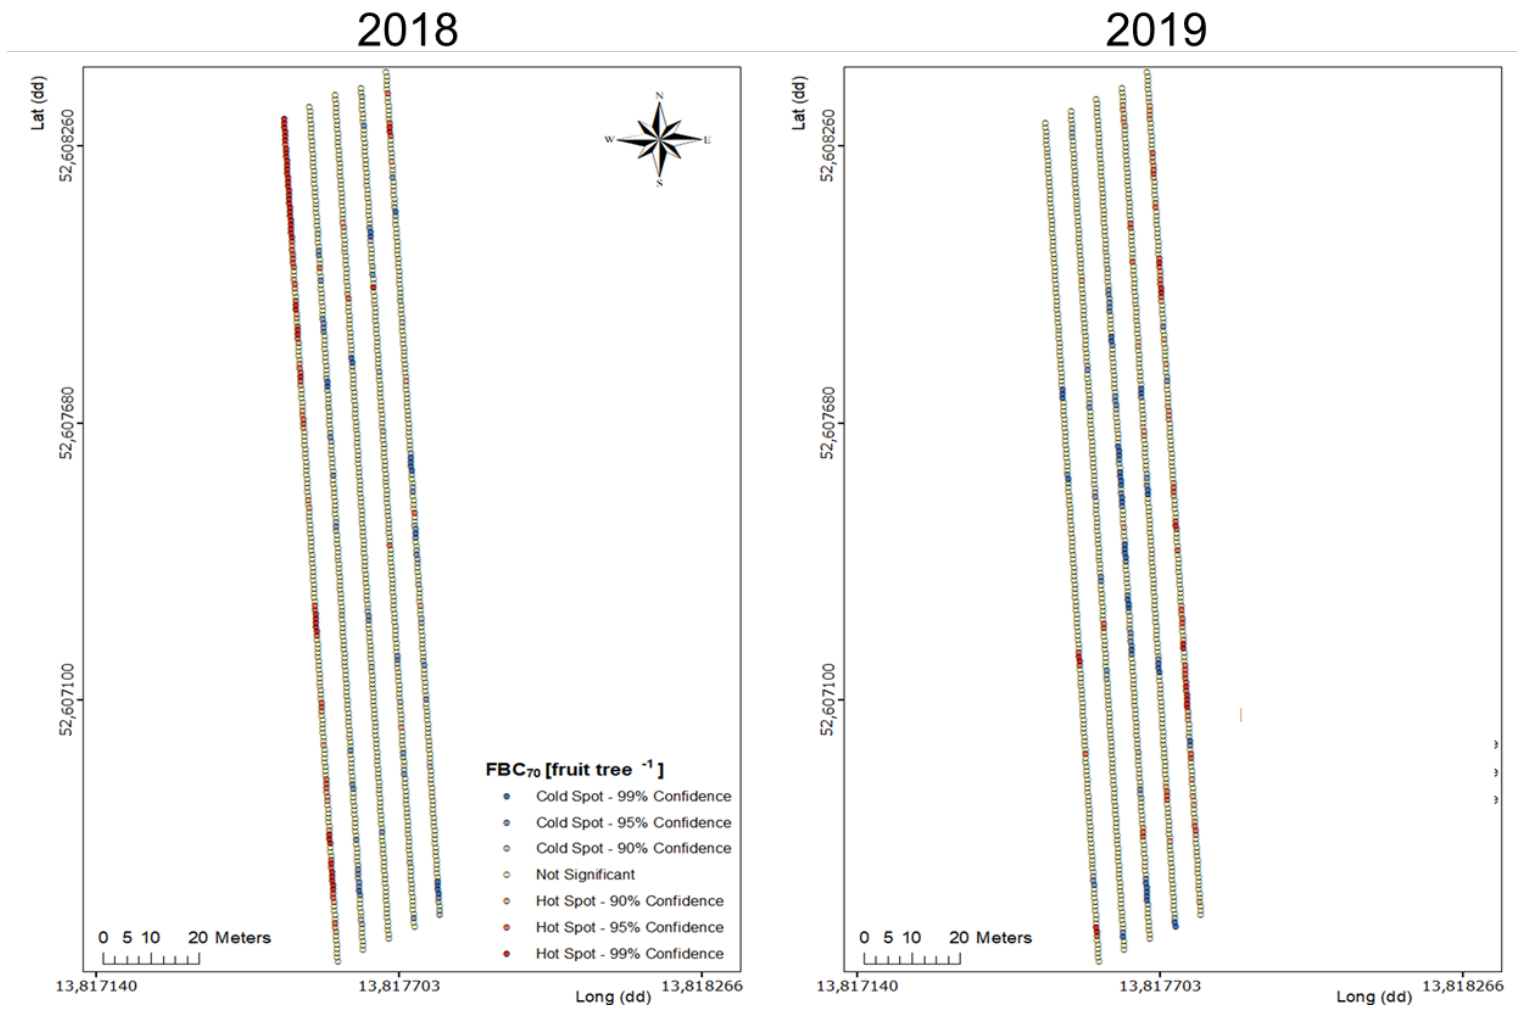 2018
2019
Lat (dd)
52,608260
52,607680
52,607100
N
W E
S
FBC70 [fruit tree -1]
Cold Spot - 99% Confidence
Cold Spot - 95% Confidence
Cold Spot - 90% Confidence
Not Significant
Hot Spot - 90% Confidence
Hot Spot - 95% Confidence
Hot Spot - 99% Confidence
0 5 10 20 Meters
13,817140 13,817703 13,818266
Long (dd)
Lat (dd)
52,608260
52,607680
52,607100
0 5 10 20 Meters
13,817140 13,817703 13,818266
Long (dd)